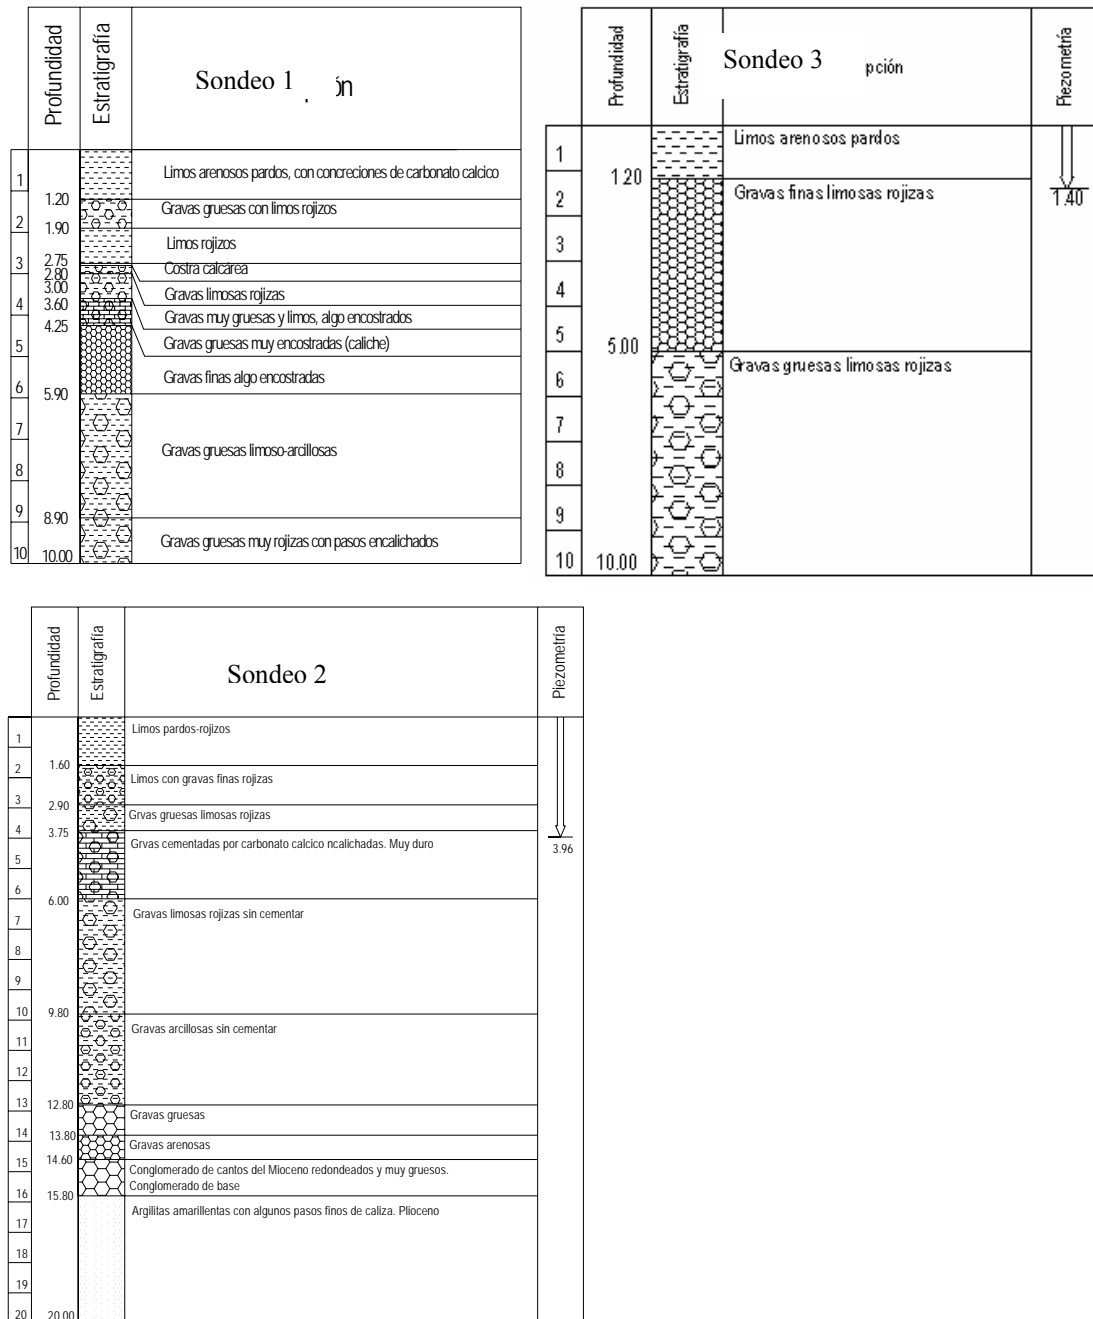 Profundidad
Estratigrafía
Sondeo 1
ón
1
2
3
4
5
6
7
8
9
10
1.20
1.90
2.75
2.80
3.00
3.60
4.25
5.90
8.90
10.00
Limos arenosos pardos, con concreciones de carbonato calcico
Gravas gruesas con limos rojizos
Limos rojizos
Costra calcárea
Gravas limosas rojizas
Gravas muy gruesas y limos, algo encostrados
Gravas gruesas muy encostradas (caliche)
Gravas finas algo encostradas
Gravas gruesas limoso-arcillosas
Gravas gruesas muy rojizas con pasos encalichados
Profundidad
Estratigrafía
Sondeo 3
pción
Piezometría
1
2
3
4
5
6
7
8
9
10
1.20
5.00
10.00
Limos arenosos pardos
Gravas finas limosas rojizas
Gravas gruesas limosas rojizas
1.40
Profundidad
Estratigrafía
Sondeo 2
Piezometría
1
2
3
4
5
6
7
8
9
10
11
12
13
14
15
16
17
18
19
20
1.60
2.90
3.75
6.00
9.80
12.80
13.80
14.60
15.80
20.00
Limos pardos-rojizos
Limos con gravas finas rojizas
Grvas gruesas limosas rojizas
Grvas cementadas por carbonato calcico ncalichadas. Muy duro
Gravas limosas rojizas sin cementar
Gravas arcillosas sin cementar
Gravas gruesas
Gravas arenosas
Conglomerado de cantos del Mioceno redondeados y muy gruesos.
Conglomerado de base
Argilitas amarillentas con algunos pasos finos de caliza. Plioceno
3.96